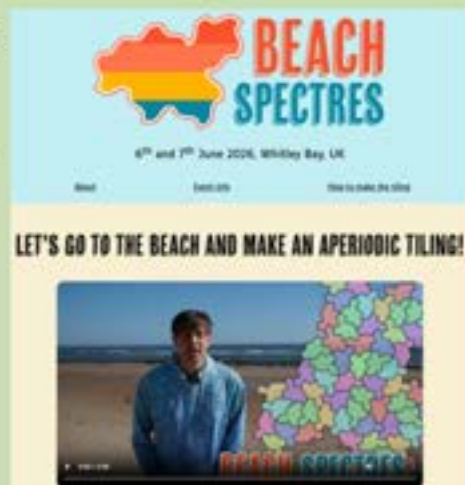 BEACH
SPECTRES
6th and 7th June 2026, Whitley Bay, UK
About
Event info
How to make the tiling
LET'S GO TO THE BEACH AND MAKE AN APERIODIC TILING!
BEACH SPECTRES